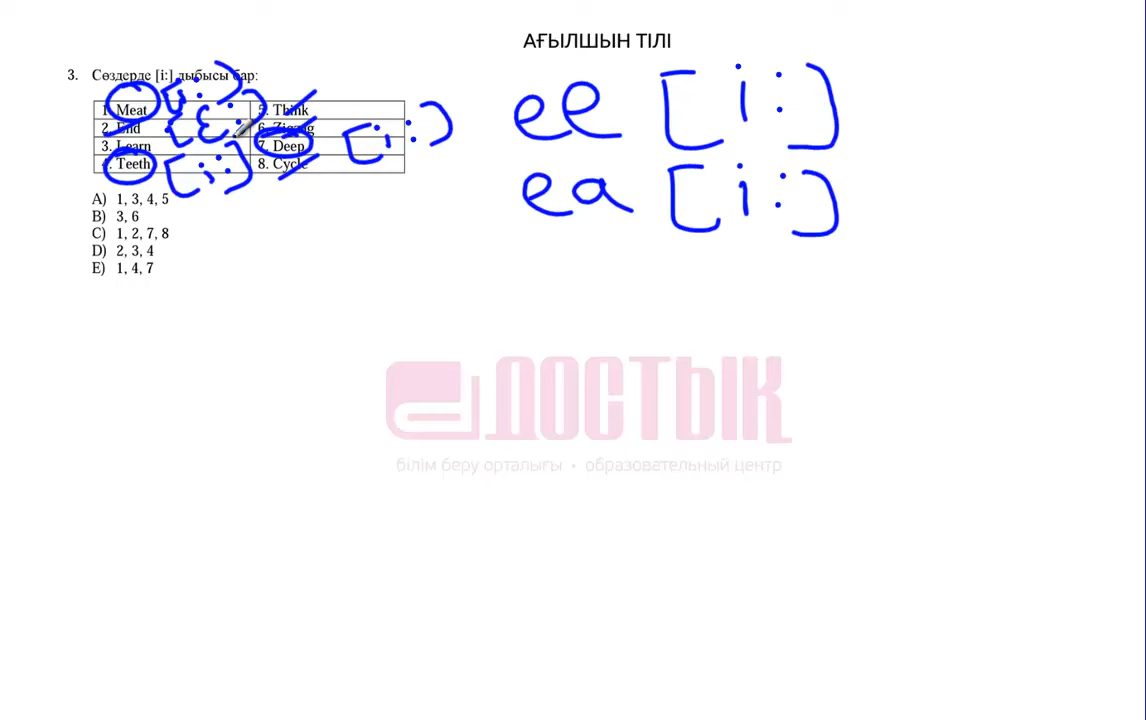 АҒЫЛШЫН ТІЛІ
3. Сөздерде [i:] дыбысы бар:
1. Meat [i:] 5. Think
2. End [ɛ:] 6. Zigzag
3. Learn 7. Deep [i:]
4. Teeth [i:] 8. Cycle
A) 1, 3, 4, 5
B) 3, 6
C) 1, 2, 7, 8
D) 2, 3, 4
E) 1, 4, 7
ee [i:]
ea [i:]
ДОСТЫҚ
білім беру орталығы • образовательный центр